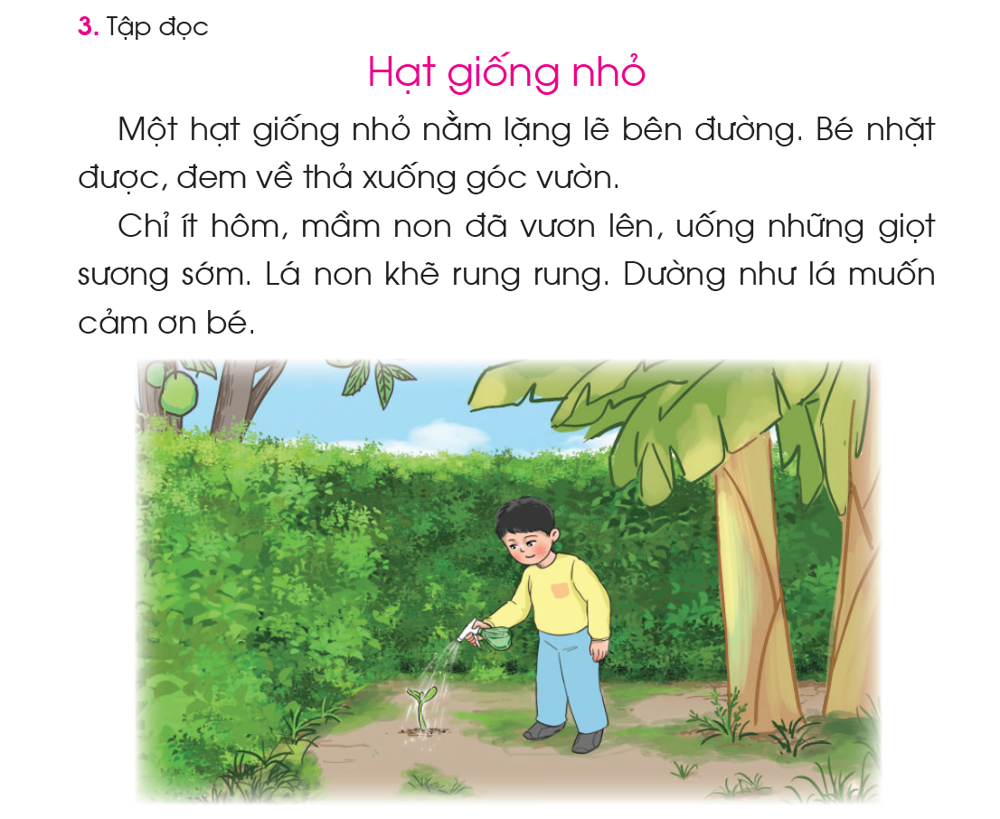 3. Tập đọc
Hạt giống nhỏ
Một hạt giống nhỏ nằm lặng lẽ bên đường. Bé nhặt
được, đem về thả xuống góc vườn.
Chỉ ít hôm, mầm non đã vươn lên, uống những giọt
sương sớm. Lá non khẽ rung rung. Dường như lá muốn
cảm ơn bé.